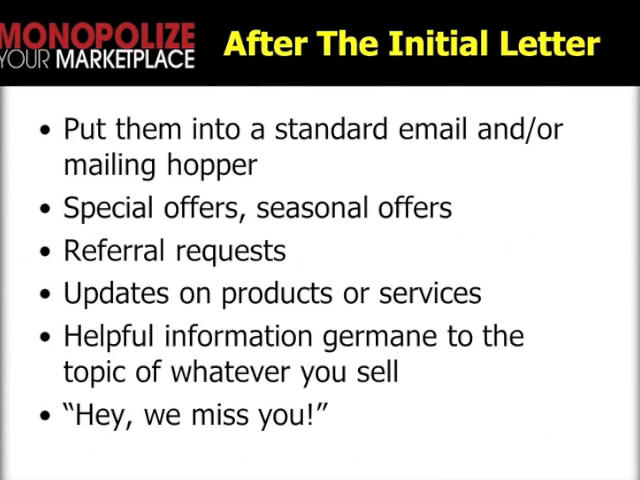 MONOPOLIZE
YOUR MARKETPLACE
After The Initial Letter
• Put them into a standard email and/or
mailing hopper
• Special offers, seasonal offers
• Referral requests
• Updates on products or services
• Helpful information germane to the
topic of whatever you sell
• “Hey, we miss you!”